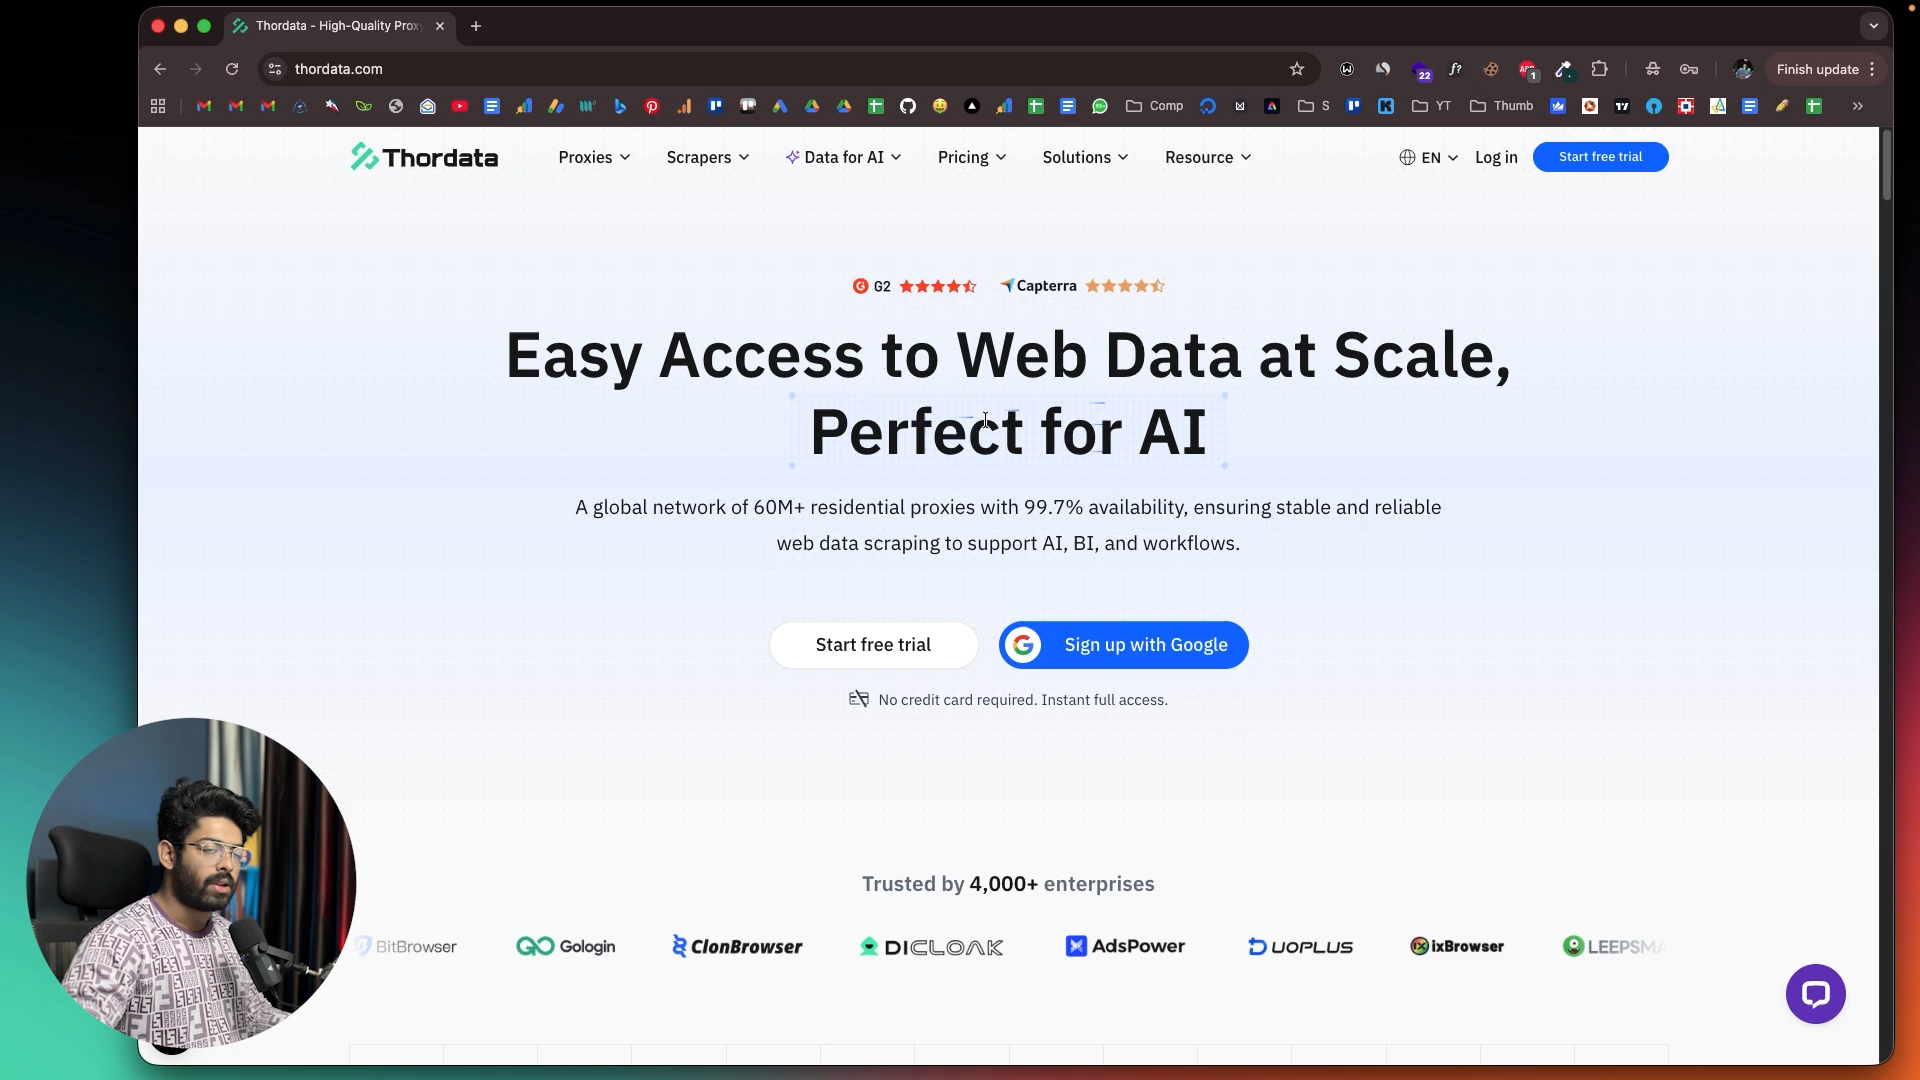 Thordata - High-Quality Prox
thordata.com
22
f?
1
Finish update
Comp
S
YT
Thumb
Thordata
Proxies
Scrapers
Data for AI
Pricing
Solutions
Resource
EN
Log in
Start free trial
G2
Capterra
Easy Access to Web Data at Scale,
Perfect for AI
A global network of 60M+ residential proxies with 99.7% availability, ensuring stable and reliable
web data scraping to support AI, BI, and workflows.
Start free trial
Sign up with Google
No credit card required. Instant full access.
Trusted by 4,000+ enterprises
BitBrowser
Gologin
ClonBrowser
DICLOAK
AdsPower
DUOPLUS
ixBrowser
LEEPSMA